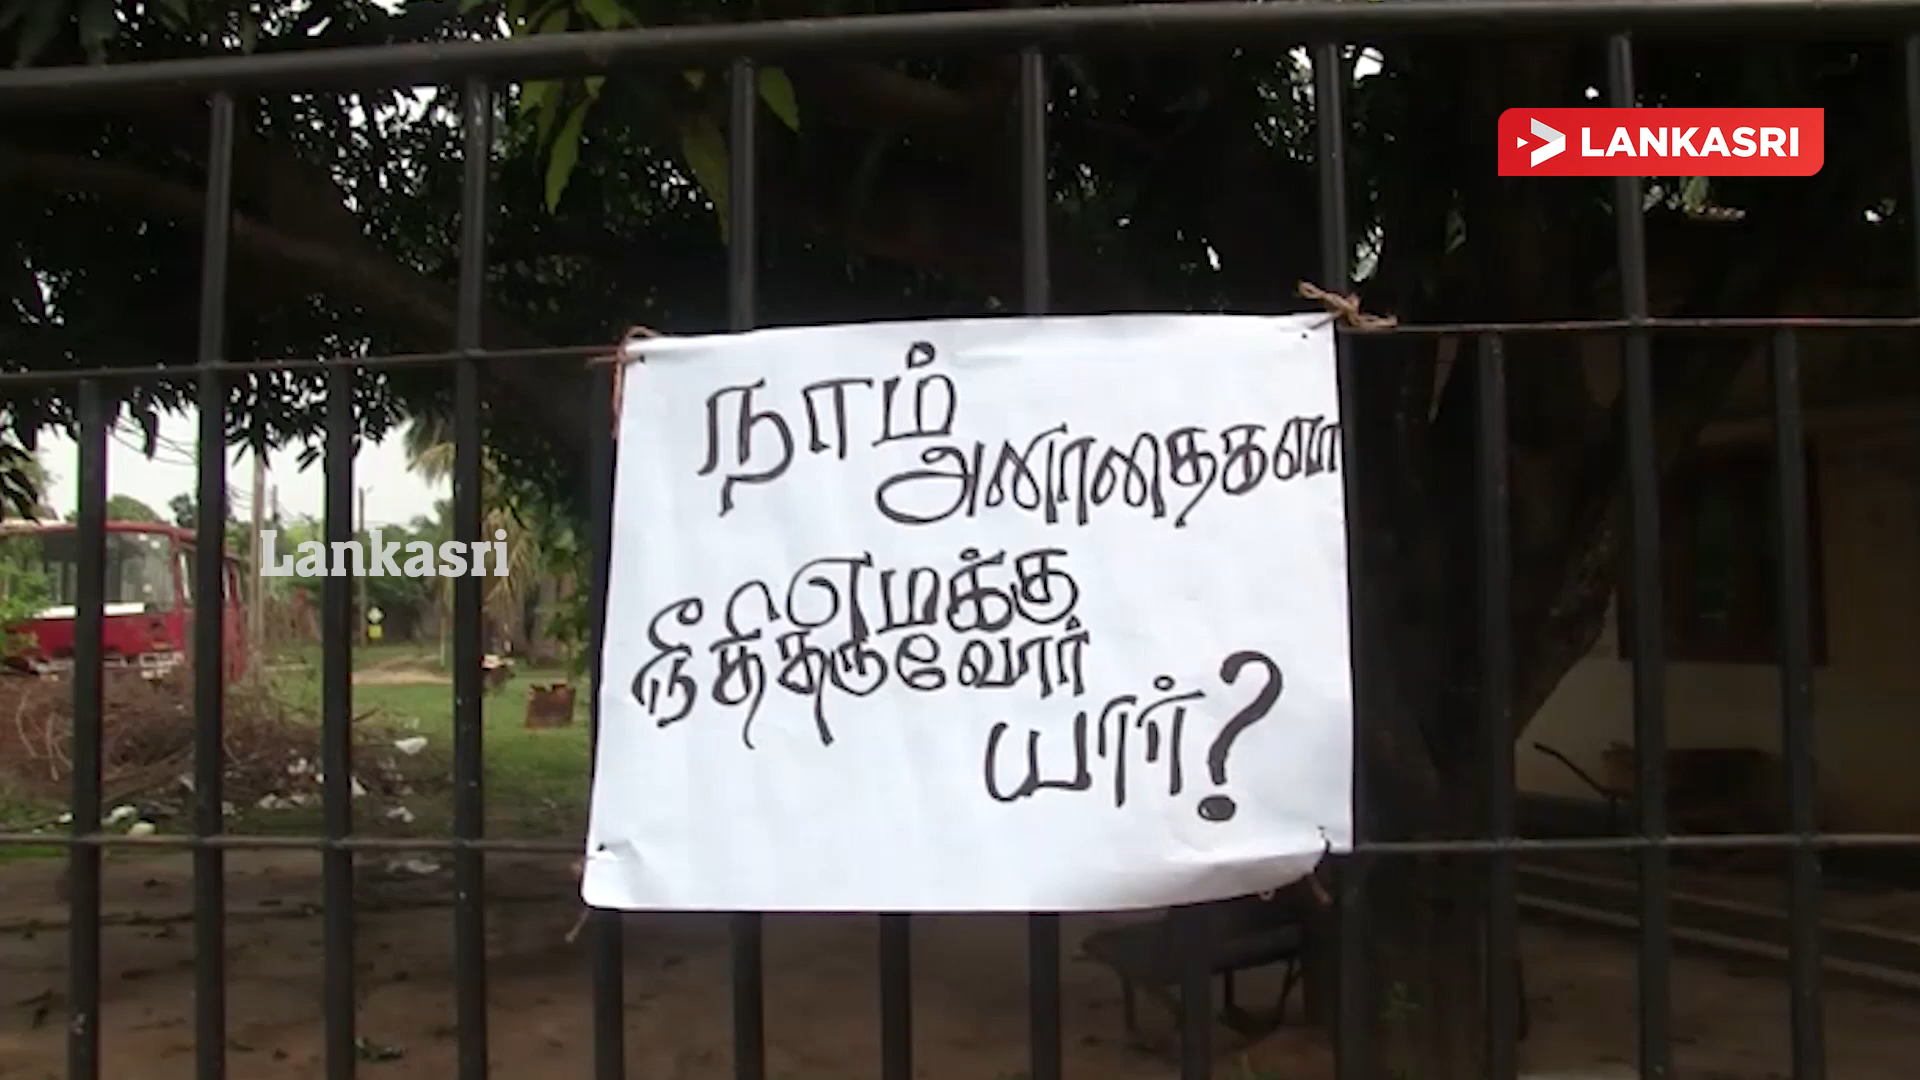 LANKASRI
நாம்
அனாதைகளா
Lankasri
எமக்கு
நீதி தருவோர்
யார்?